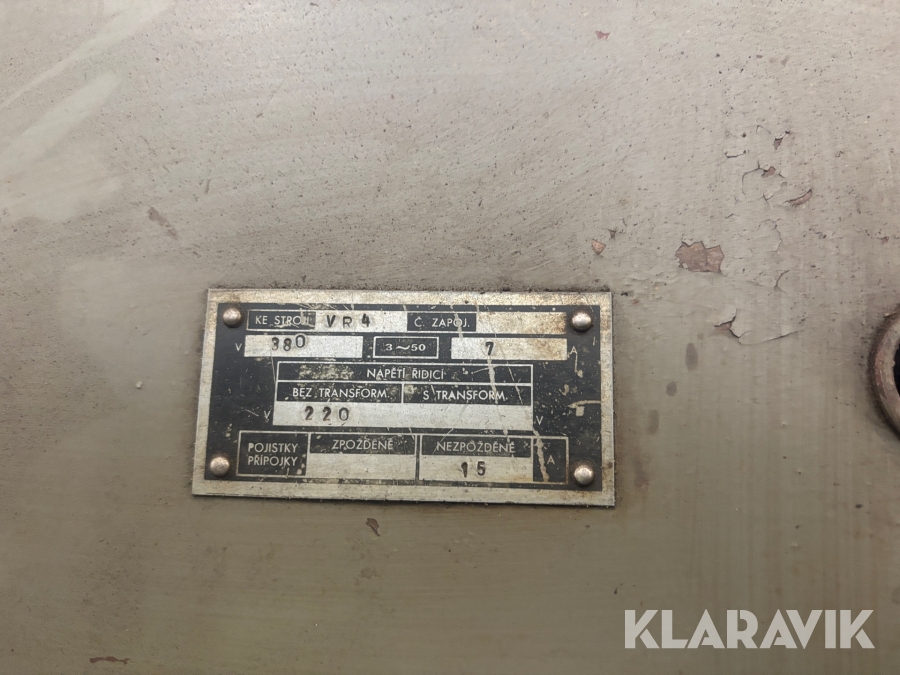 KE STROJI VR4 Č. ZAPOJ.
V 380 3~50 7 A
NAPĚTÍ ŘIDICÍ
BEZ TRANSFORM. S TRANSFORM.
V 220 V
POJISTKY PŘÍPOJKY ZPOŽDĚNÉ NEZPOŽDĚNÉ A
15
KLARAVIK